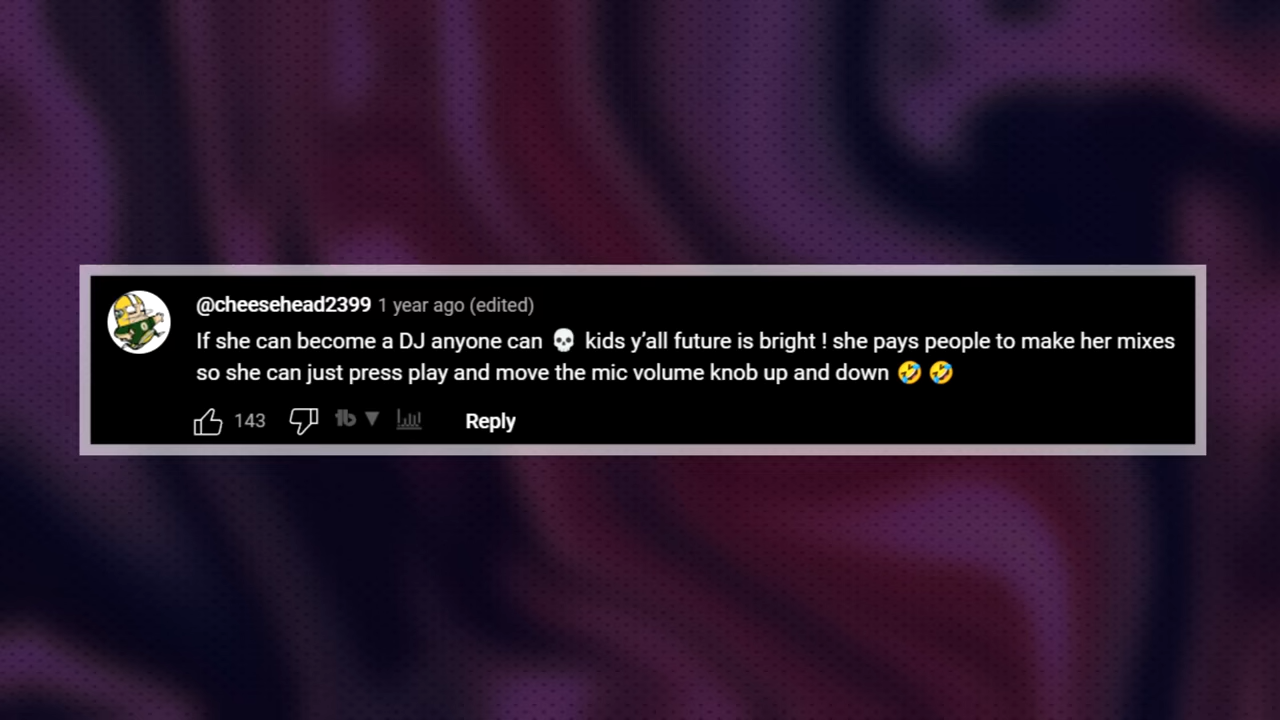 @cheesehead2399 1 year ago (edited)
If she can become a DJ anyone can 💀 kids y’all future is bright ! she pays people to make her mixes
so she can just press play and move the mic volume knob up and down 🤣 🤣
143 tb Reply